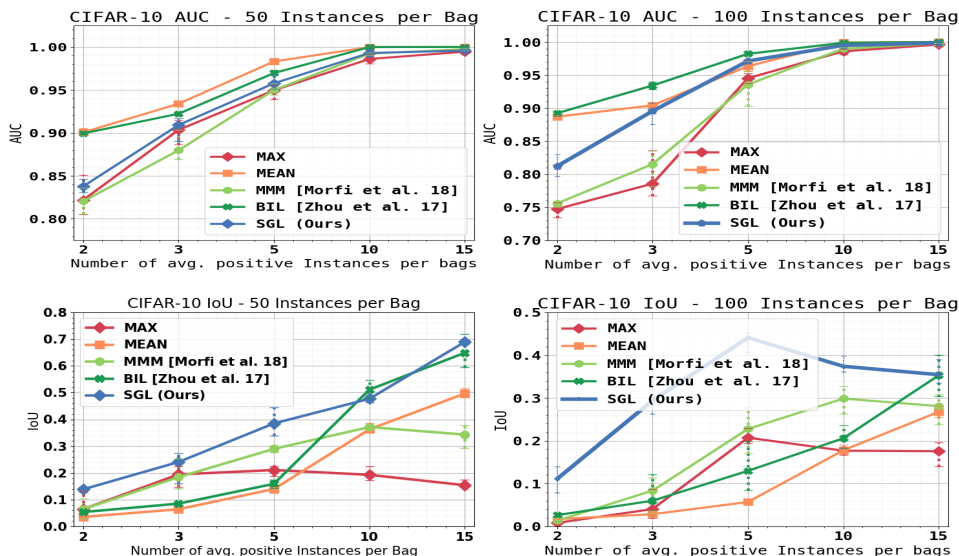 CIFAR-10 AUC - 50 Instances per Bag
1.00
0.95
0.90
0.85
0.80
AUC
MAX
MEAN
MMM [Morfi et al. 18]
BIL [Zhou et al. 17]
SGL (Ours)
2
3
5
10
15
Number of avg. positive Instances per bags
CIFAR-10 AUC - 100 Instances per Bag
1.00
0.95
0.90
0.85
0.80
0.75
0.70
AUC
MAX
MEAN
MMM [Morfi et al. 18]
BIL [Zhou et al. 17]
SGL (Ours)
2
3
5
10
15
Number of avg. positive Instances per bags
CIFAR-10 IoU - 50 Instances per Bag
0.8
0.7
0.6
0.5
0.4
0.3
0.2
0.1
0.0
IoU
MAX
MEAN
MMM [Morfi et al. 18]
BIL [Zhou et al. 17]
SGL (Ours)
2
3
5
10
15
Number of avg. positive Instances per Bag
CIFAR-10 IoU - 100 Instances per Bag
0.5
0.4
0.3
0.2
0.1
0.0
IoU
MAX
MEAN
MMM [Morfi et al. 18]
BIL [Zhou et al. 17]
SGL (Ours)
2
3
5
10
15
Number of avg. positive Instances per bags